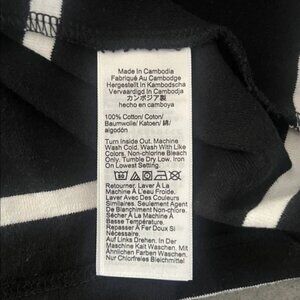 Made In Cambodia
Fabriqué Au Cambodge
Hergestellt In Kambodscha
Vervaardigd In Cambodja
カンボジア製
hecho en camboya
100% Cotton/ Coton/
Baumwolle/ Katoen/ 綿/
algodón
Turn Inside Out. Machine
Wash Cold. Wash With Like
Colors. Non-chlorine Bleach
Only. Tumble Dry Low, Iron
On Lowest Setting.
Retourner. Laver À La
Machine À L'eau Froide.
Laver Avec Des Couleurs
Similaires. Seulement Agent
De Blanchiment Non Chloré.
Sécher À La Machine À
Basse Température.
Repasser À Fer Doux Si
Nécessaire.
Auf Links Drehen. In Der
Maschine Kalt Waschen. Mit
Ähnlichen Farben Waschen.
Nur Chlorfreies Bleichmittel